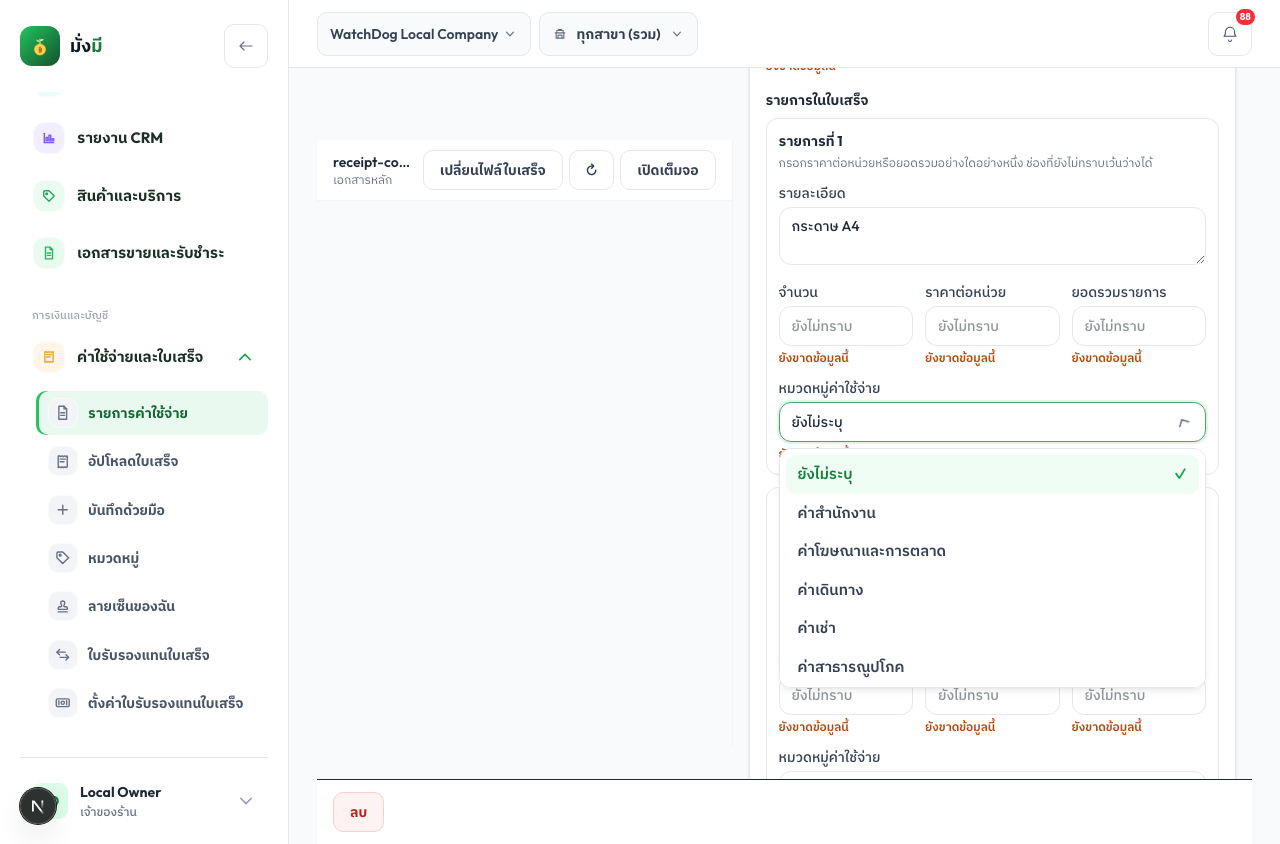 มั่งมี
WatchDog Local Company
ทุกสาขา (รวม)
88
รายงาน CRM
สินค้าและบริการ
เอกสารขายและรับชำระ
การเงินและบัญชี
ค่าใช้จ่ายและใบเสร็จ
รายการค่าใช้จ่าย
อัปโหลดใบเสร็จ
บันทึกด้วยมือ
หมวดหมู่
ลายเซ็นของฉัน
ใบรับรองแทนใบเสร็จ
ตั้งค่าใบรับรองแทนใบเสร็จ
N
Local Owner
เจ้าของร้าน
receipt-co...
เอกสารหลัก
เปลี่ยนไฟล์ใบเสร็จ
เปิดเต็มจอ
รายการในใบเสร็จ
รายการที่ 1
กรอกราคาต่อหน่วยหรือยอดรวมอย่างใดอย่างหนึ่ง ช่องที่ยังไม่ทราบเว้นว่างได้
รายละเอียด
กระดาษ A4
จำนวน
ราคาต่อหน่วย
ยอดรวมรายการ
ยังไม่ทราบ
ยังไม่ทราบ
ยังไม่ทราบ
ยังขาดข้อมูลนี้
ยังขาดข้อมูลนี้
ยังขาดข้อมูลนี้
หมวดหมู่ค่าใช้จ่าย
ยังไม่ระบุ
ยังไม่ระบุ
ค่าสำนักงาน
ค่าโฆษณาและการตลาด
ค่าเดินทาง
ค่าเช่า
ค่าสาธารณูปโภค
ยังไม่ทราบ
ยังไม่ทราบ
ยังไม่ทราบ
ยังขาดข้อมูลนี้
ยังขาดข้อมูลนี้
ยังขาดข้อมูลนี้
หมวดหมู่ค่าใช้จ่าย
ลบ